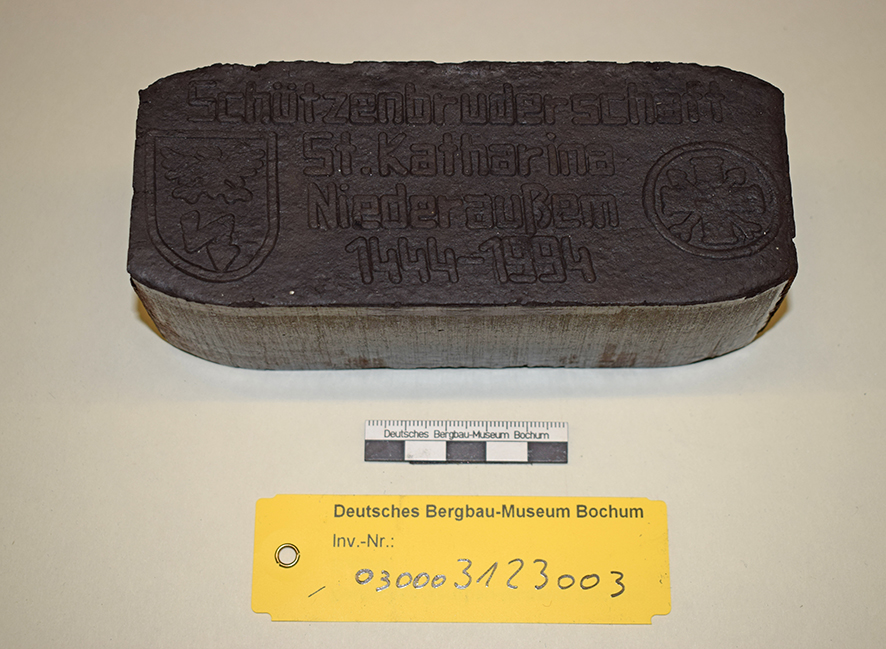 Schützenbruderschaft
St. Katharina
Niederaußem
1444-1994
Deutsches Bergbau-Museum Bochum
Deutsches Bergbau-Museum Bochum
Inv.-Nr.:
030003123003